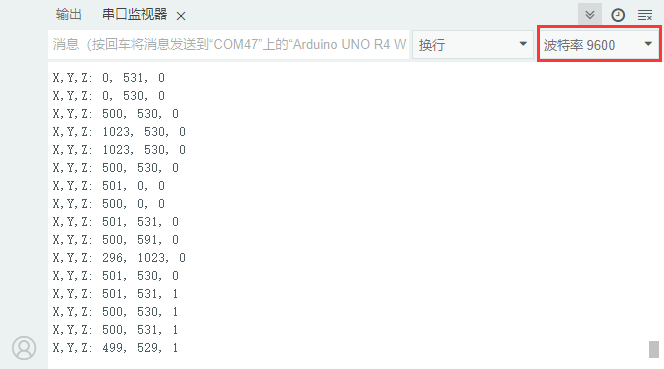 输出 串口监视器
消息（按回车将消息发送到“COM47”上的“Arduino UNO R4 W 换行 波特率 9600
X,Y,Z: 0, 531, 0
X,Y,Z: 0, 530, 0
X,Y,Z: 500, 530, 0
X,Y,Z: 1023, 530, 0
X,Y,Z: 1023, 530, 0
X,Y,Z: 500, 530, 0
X,Y,Z: 501, 0, 0
X,Y,Z: 500, 0, 0
X,Y,Z: 501, 531, 0
X,Y,Z: 500, 591, 0
X,Y,Z: 296, 1023, 0
X,Y,Z: 501, 530, 0
X,Y,Z: 501, 531, 1
X,Y,Z: 500, 530, 1
X,Y,Z: 500, 531, 1
X,Y,Z: 499, 529, 1